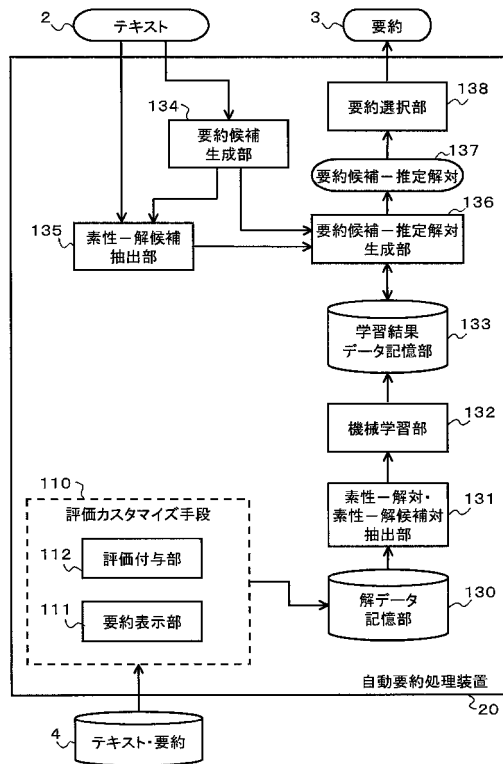 2
テキスト
3
要約
138
要約選択部
134
要約候補
生成部
137
要約候補－推定解対
135
素性－解候補
抽出部
136
要約候補－推定解対
生成部
133
学習結果
データ記憶部
132
機械学習部
110
評価カスタマイズ手段
131
素性－解対・
素性－解候補対
抽出部
112
評価付与部
111
要約表示部
130
解データ
記憶部
自動要約処理装置
20
4
テキスト・要約